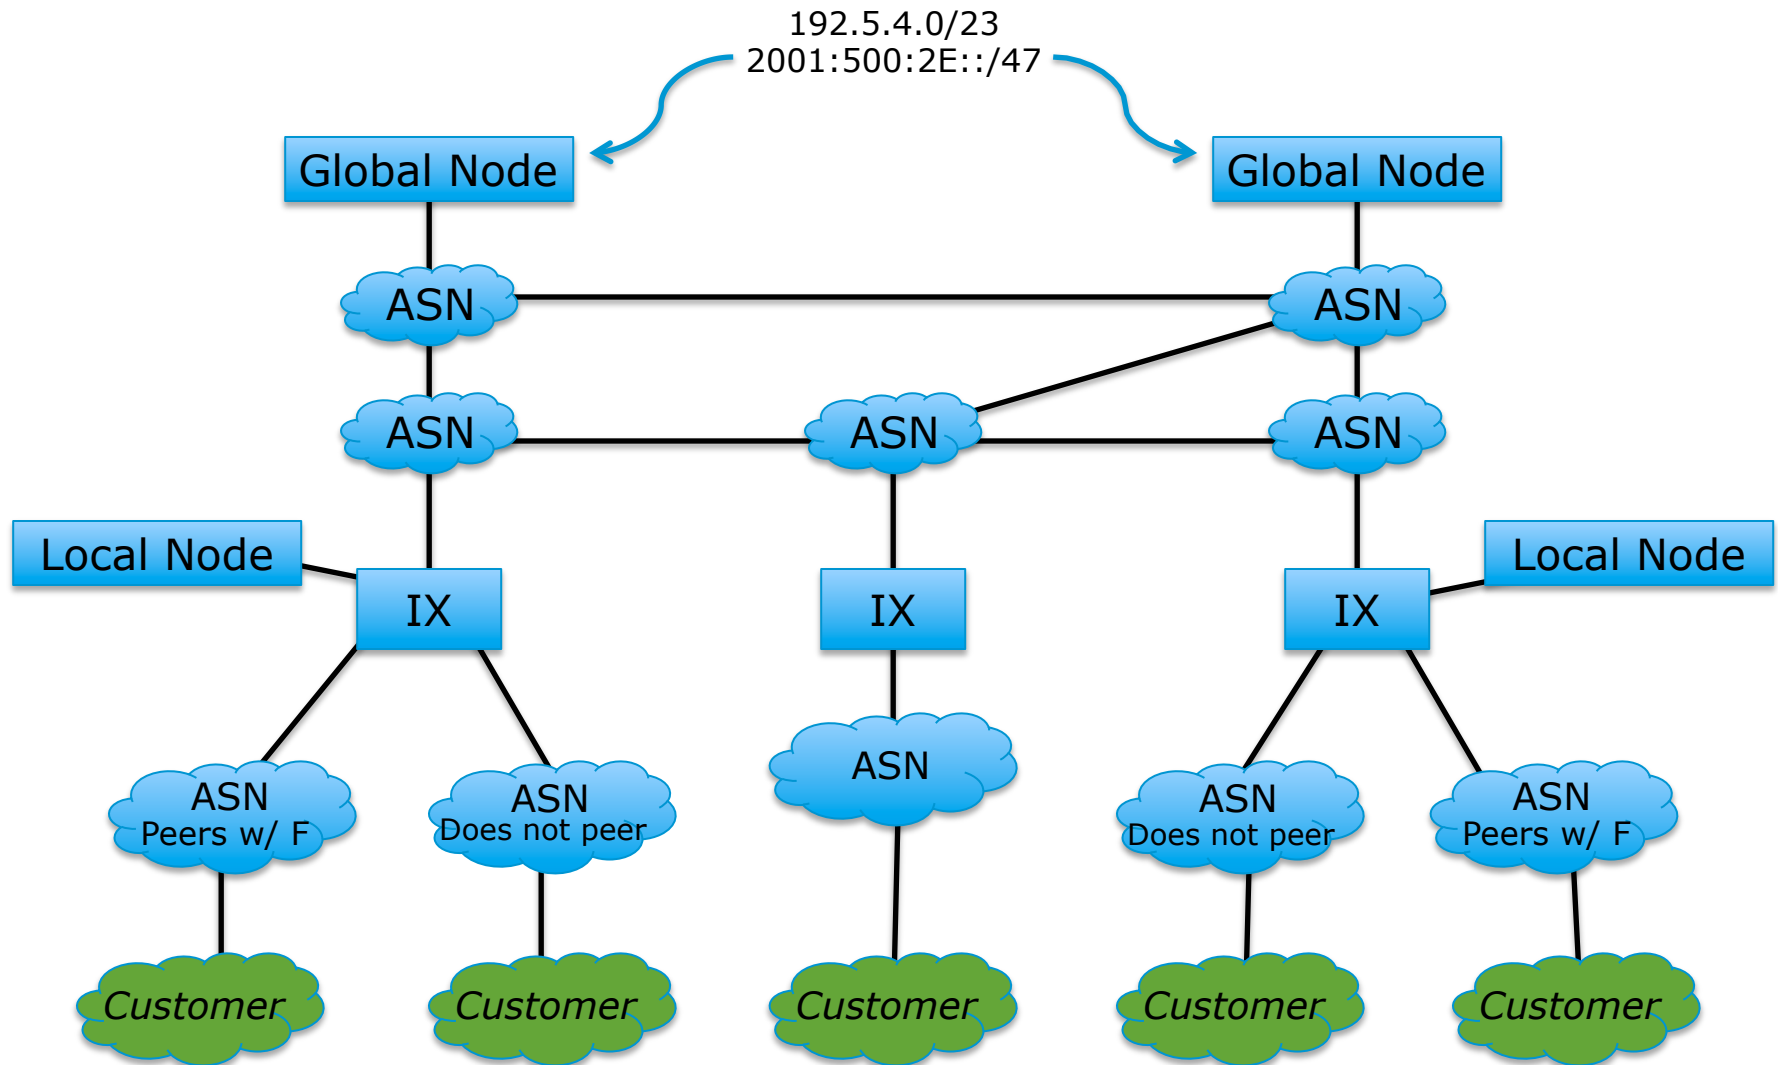 192.5.4.0/23
2001:500:2E::/47
Global Node
Global Node
ASN
ASN
ASN
ASN
ASN
Local Node
Local Node
IX
IX
IX
ASN
Peers w/ F
ASN
Does not peer
ASN
ASN
Does not peer
ASN
Peers w/ F
Customer
Customer
Customer
Customer
Customer